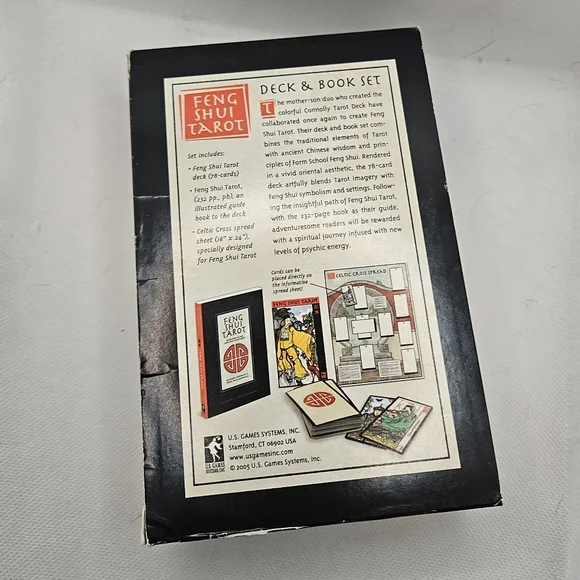 FENG
SHUI
TAROT
Set includes:
• Feng Shui Tarot
deck (78-cards)
• Feng Shui Tarot,
(232 pp., pb), an
illustrated guide
book to the deck
• Celtic Cross spread
sheet (18" x 24"),
specially designed
for Feng Shui Tarot
DECK & BOOK SET
The mother-son duo who created the
colorful Connolly Tarot Deck have
collaborated once again to create Feng
Shui Tarot. Their deck and book set com-
bines the traditional elements of Tarot
with ancient Chinese wisdom and prin-
ciples of Form School Feng Shui. Rendered
in a vivid oriental aesthetic, the 78-card
deck artfully blends Tarot imagery with
Feng Shui symbolism and settings. Follow-
ing the insightful path of Feng Shui Tarot,
with the 232-page book as their guide,
adventuresome readers will be rewarded
with a spiritual journey infused with new
levels of psychic energy.
Cards can be
placed directly on
the informative
spread sheet!
FENG SHUI TAROT
CELTIC CROSS SPREAD
FENG
SHUI
TAROT
U.S. GAMES
SYSTEMS, INC.
U.S. GAMES SYSTEMS, INC.
Stamford, CT 06902 USA
www.usgamesinc.com
© 2005 U.S. Games Systems, Inc.